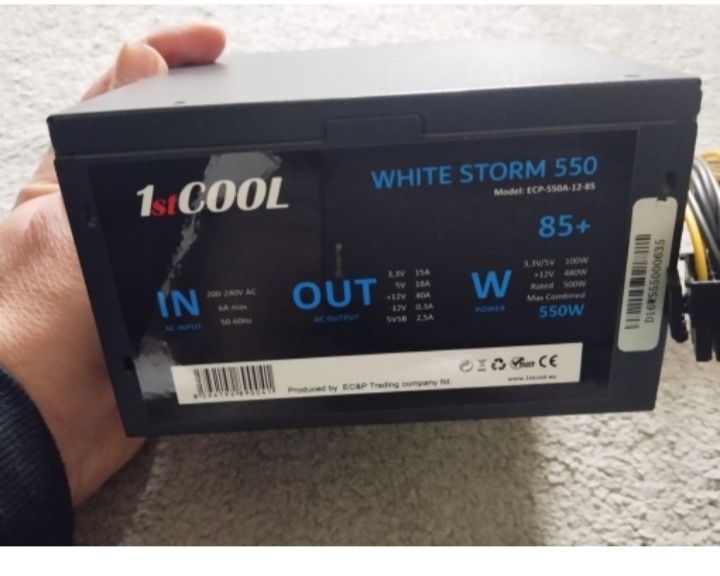 1stCOOL
WHITE STORM 550
Model: ECP-550A-12-85
85+
IN
AC INPUT
200-240V AC
6A max.
50-60Hz
OUT
DC OUTPUT
3,3V 15A
5V 18A
+12V 40A
-12V 0,3A
5VSB 2,5A
W
POWER
3,3V/5V 100W
+12V 480W
Rated 500W
Max Combined
550W
D16WS55000635
Produced by EC&P Trading company ltd.
CE
www.1stcool.eu